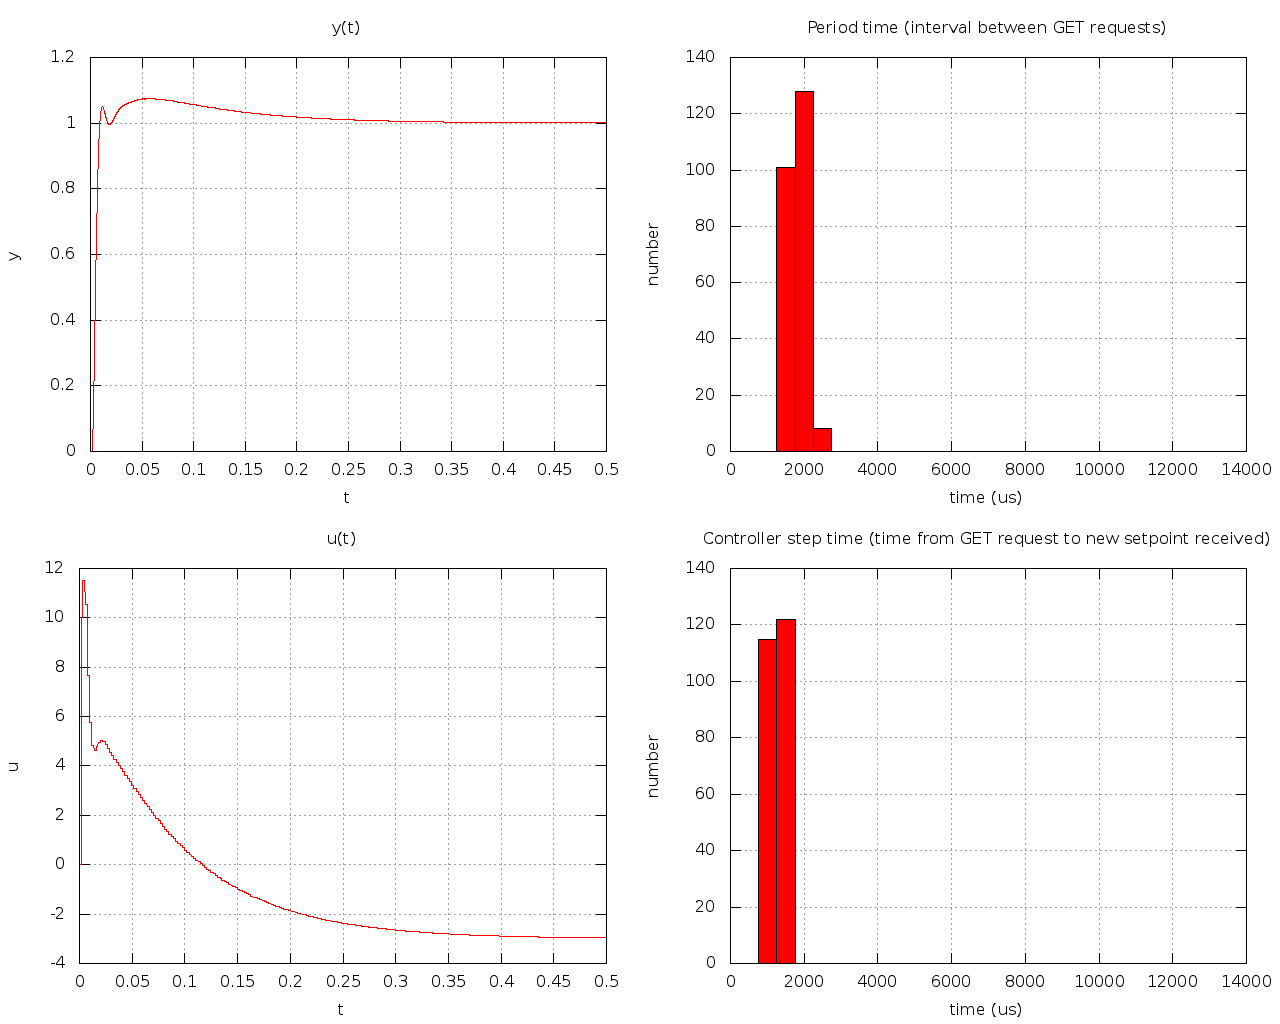 y(t)
1.2
1
0.8
0.6
0.4
0.2
0
y
0 0.05 0.1 0.15 0.2 0.25 0.3 0.35 0.4 0.45 0.5
t
Period time (interval between GET requests)
140
120
100
80
60
40
20
0
number
0 2000 4000 6000 8000 10000 12000 14000
time (us)
u(t)
12
10
8
6
4
2
0
-2
-4
u
0 0.05 0.1 0.15 0.2 0.25 0.3 0.35 0.4 0.45 0.5
t
Controller step time (time from GET request to new setpoint received)
140
120
100
80
60
40
20
0
number
0 2000 4000 6000 8000 10000 12000 14000
time (us)